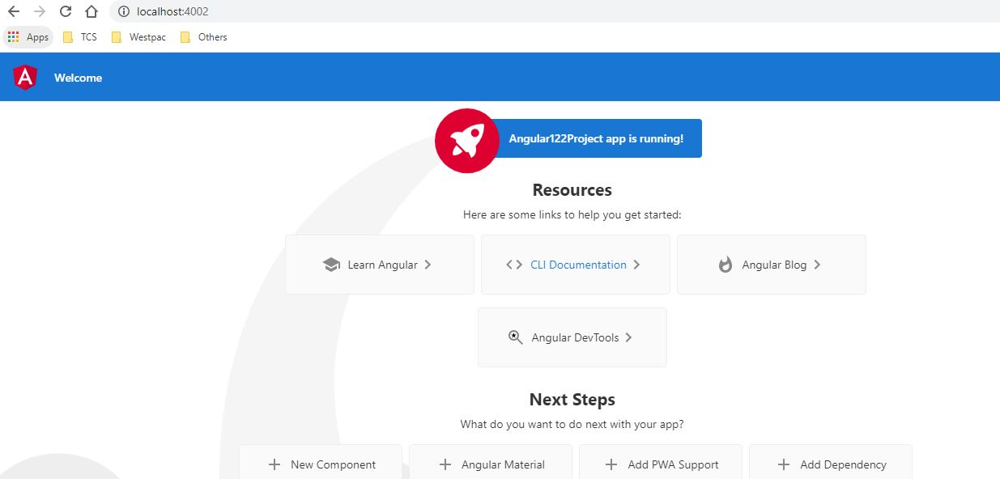 localhost:4002
Apps TCS Westpac Others
Welcome
Angular122Project app is running!
Resources
Here are some links to help you get started:
Learn Angular CLI Documentation Angular Blog
Angular DevTools
Next Steps
What do you want to do next with your app?
New Component Angular Material Add PWA Support Add Dependency